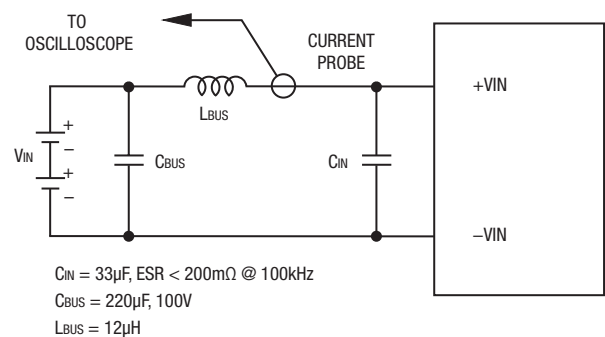 TO
OSCILLOSCOPE
CURRENT
PROBE
+VIN
LBUS
VIN
+
−
+
−
CBUS
CIN
−VIN
CIN = 33µF, ESR < 200mΩ @ 100kHz
CBUS = 220µF, 100V
LBUS = 12µH